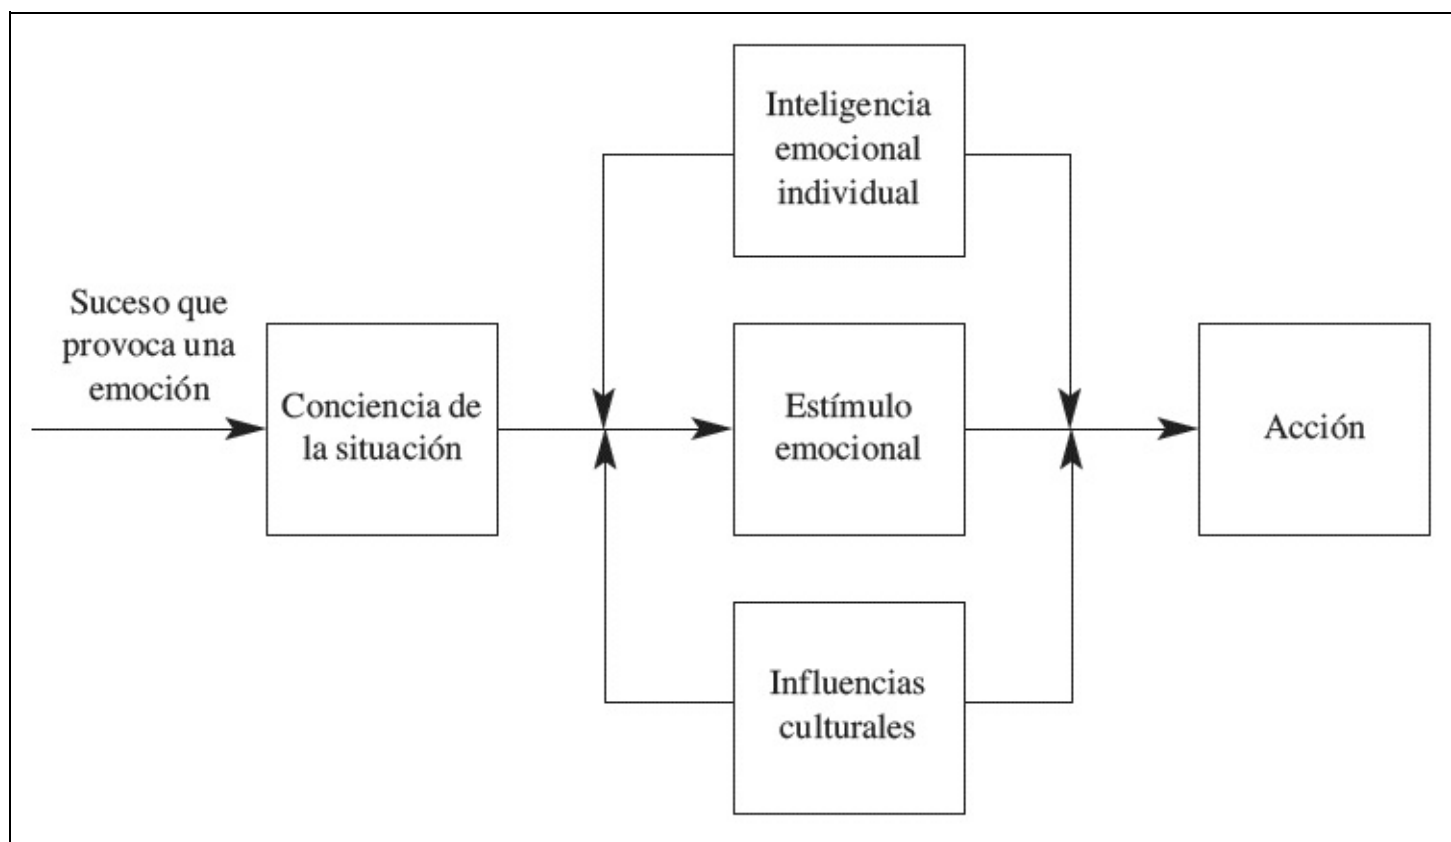 Inteligencia
emocional
individual
Suceso que
provoca una
emoción
Conciencia de
la situación
Estímulo
emocional
Acción
Influencias
culturales